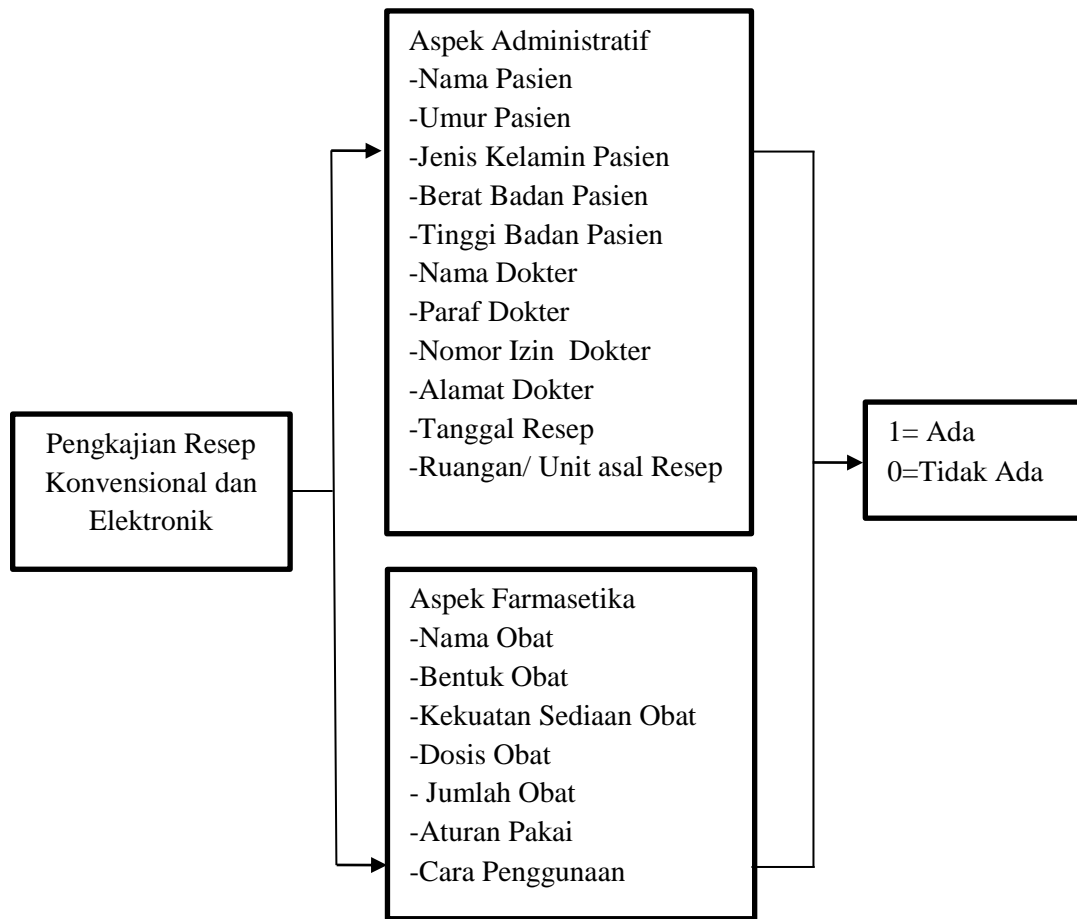 Pengkajian Resep
Konvensional dan
Elektronik
Aspek Administratif
-Nama Pasien
-Umur Pasien
-Jenis Kelamin Pasien
-Berat Badan Pasien
-Tinggi Badan Pasien
-Nama Dokter
-Paraf Dokter
-Nomor Izin Dokter
-Alamat Dokter
-Tanggal Resep
-Ruangan/ Unit asal Resep
Aspek Farmasetika
-Nama Obat
-Bentuk Obat
-Kekuatan Sediaan Obat
-Dosis Obat
- Jumlah Obat
-Aturan Pakai
-Cara Penggunaan
1= Ada
0=Tidak Ada